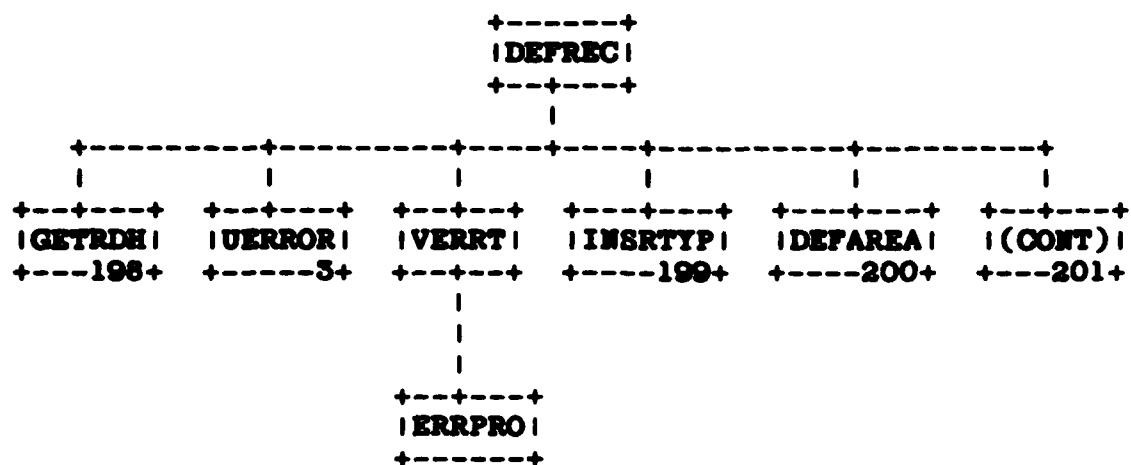 DEFREC
GETRDH UERROR VERRT INSRTYP DEFAREA (CONT)
198 3 199 200 201
ERRPRO